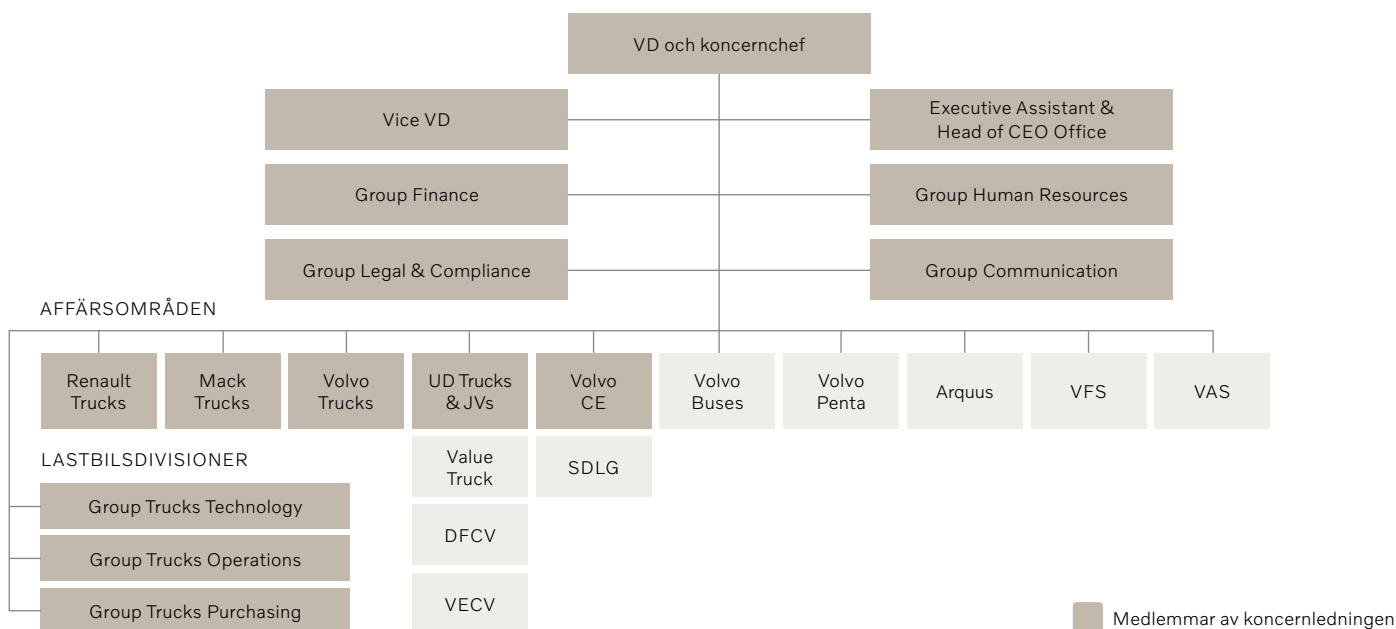 VD och koncernchef
Vice VD
Executive Assistant &
Head of CEO Office
Group Finance
Group Human Resources
Group Legal & Compliance
Group Communication
AFFÄRSOMRÅDEN
Renault
Trucks
Mack
Trucks
Volvo
Trucks
UD Trucks
& JVs
Volvo
CE
Volvo
Buses
Volvo
Penta
Arquus
VFS
VAS
LASTBILSDIVISIONER
Value
Truck
SDLG
Group Trucks Technology
DFCV
Group Trucks Operations
VECV
Group Trucks Purchasing
Medlemmar av koncernledningen